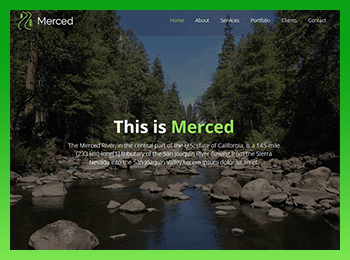 Merced
Home About Services Portfolio Clients Contact
This is Merced
The Merced River, in the central part of the U.S. state of California, is a 145-mile
(233 km)-long[1] tributary of the San Joaquin River flowing from the Sierra
Nevada into the San Joaquin Valley. Lorem ipsum dolor sit amet.